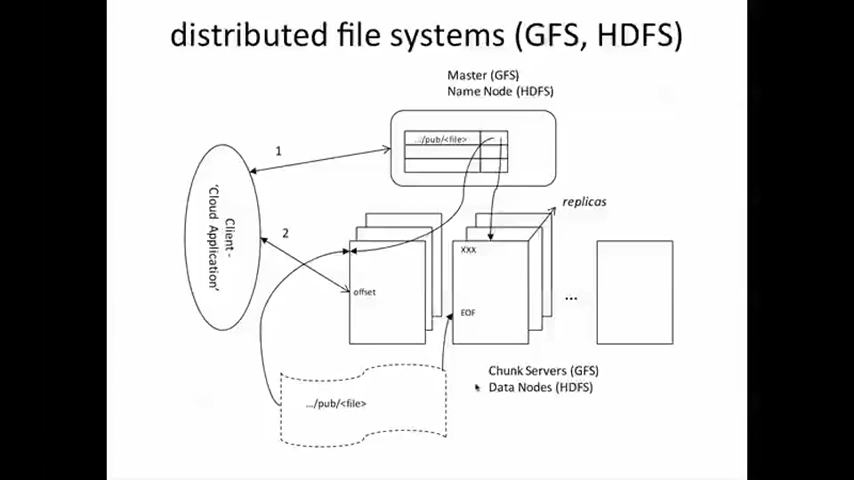 distributed file systems (GFS, HDFS)
Master (GFS)
Name Node (HDFS)
.../pub/<file>
1
replicas
Client -
'Cloud Application'
2
XXX
offset
...
EOF
Chunk Servers (GFS)
Data Nodes (HDFS)
.../pub/<file>